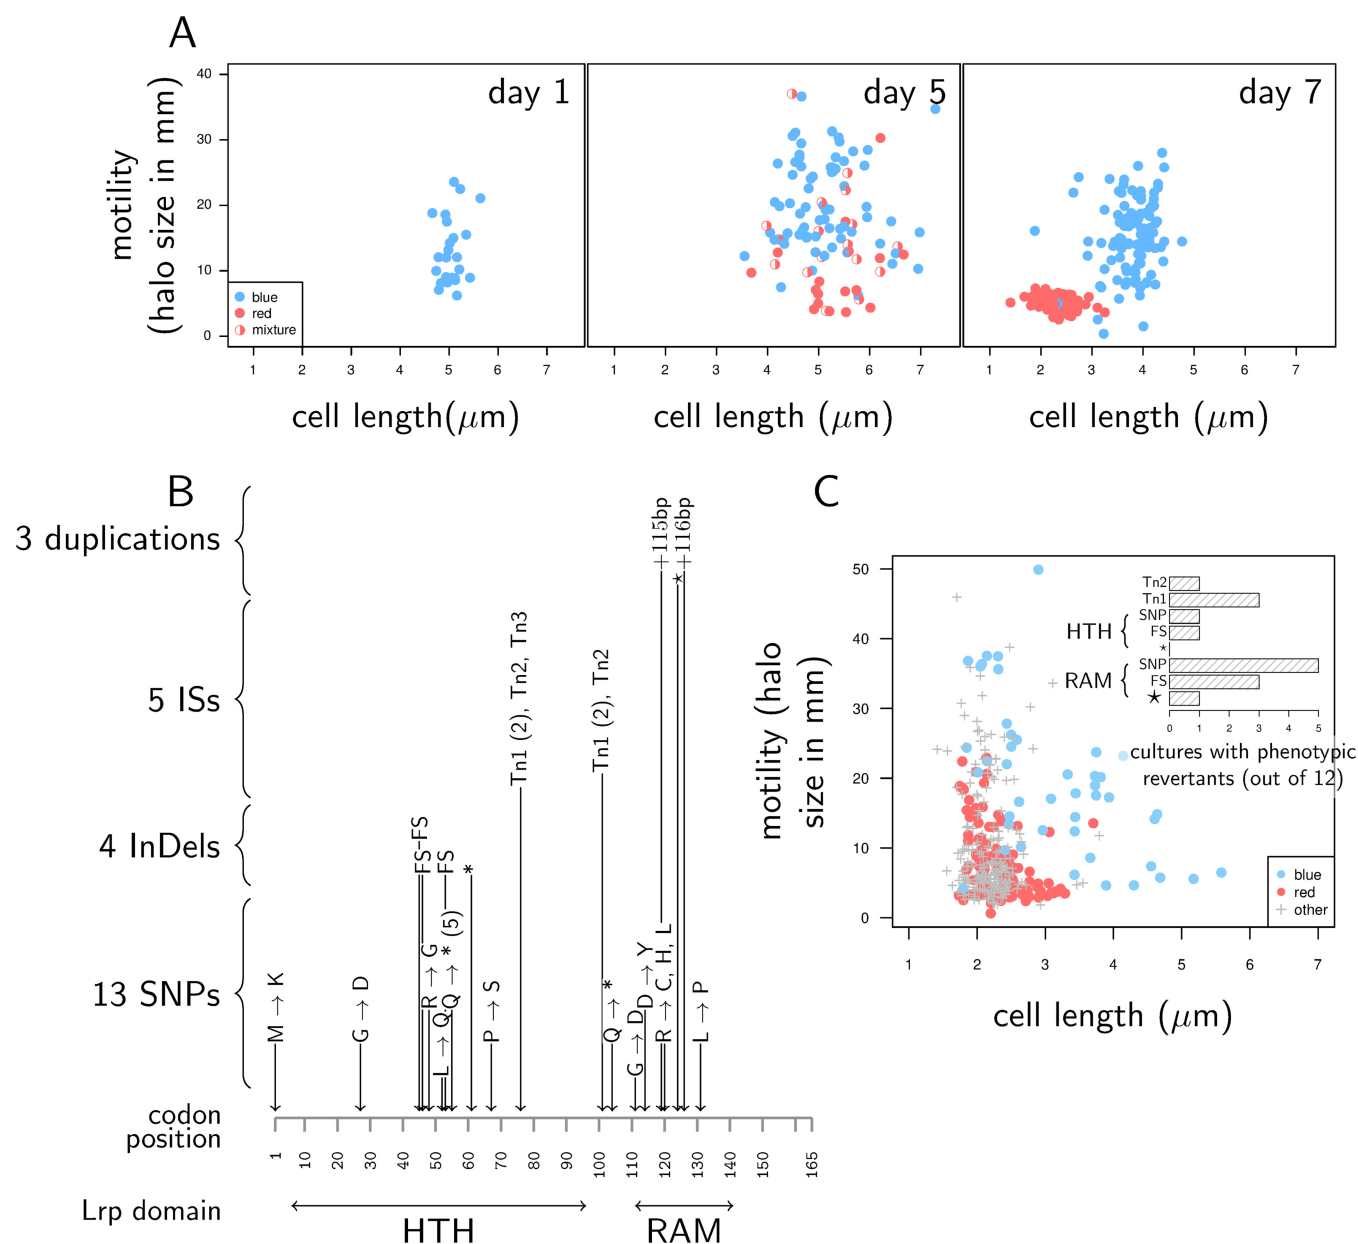 A
motility
(halo size in mm)
40
30
20
10
0
day 1
day 5
day 7
blue
red
mixture
1 2 3 4 5 6 7
1 2 3 4 5 6 7
1 2 3 4 5 6 7
cell length(μm)
cell length (μm)
cell length (μm)
B
3 duplications
5 ISs
4 InDels
13 SNPs
+115bp
+116bp
★
Tn1 (2), Tn2, Tn3
Tn1 (2), Tn2
FS
FS
FS
*
M → K
G → D
R → G
L → Q
Q → * (5)
P → S
Q → *
G → D
D → Y
R → C, H, L
L → P
codon
position
1 10 20 30 40 50 60 70 80 90 100 110 120 130 140 150 165
Lrp domain
HTH
RAM
C
motility (halo
size in mm)
50
40
30
20
10
0
Tn2
Tn1
HTH
SNP
FS
*
RAM
SNP
FS
★
0 1 2 3 4 5
cultures with phenotypic
revertants (out of 12)
blue
red
other
1 2 3 4 5 6 7
cell length (μm)